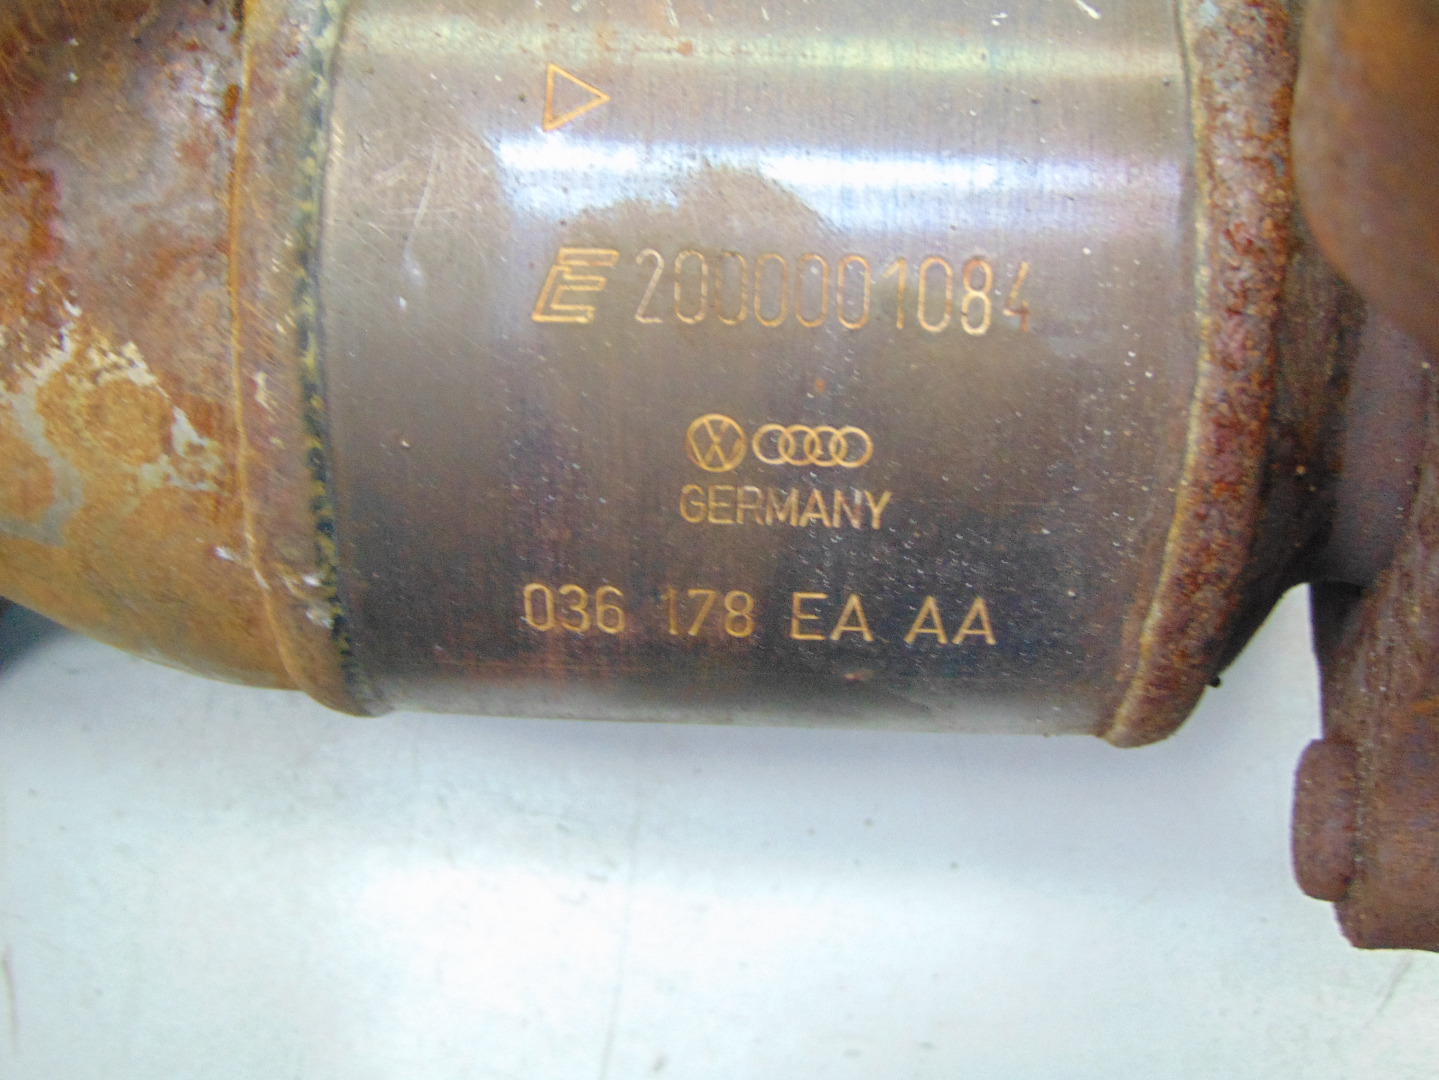 E 2000001084
GERMANY
036 178 EA AA